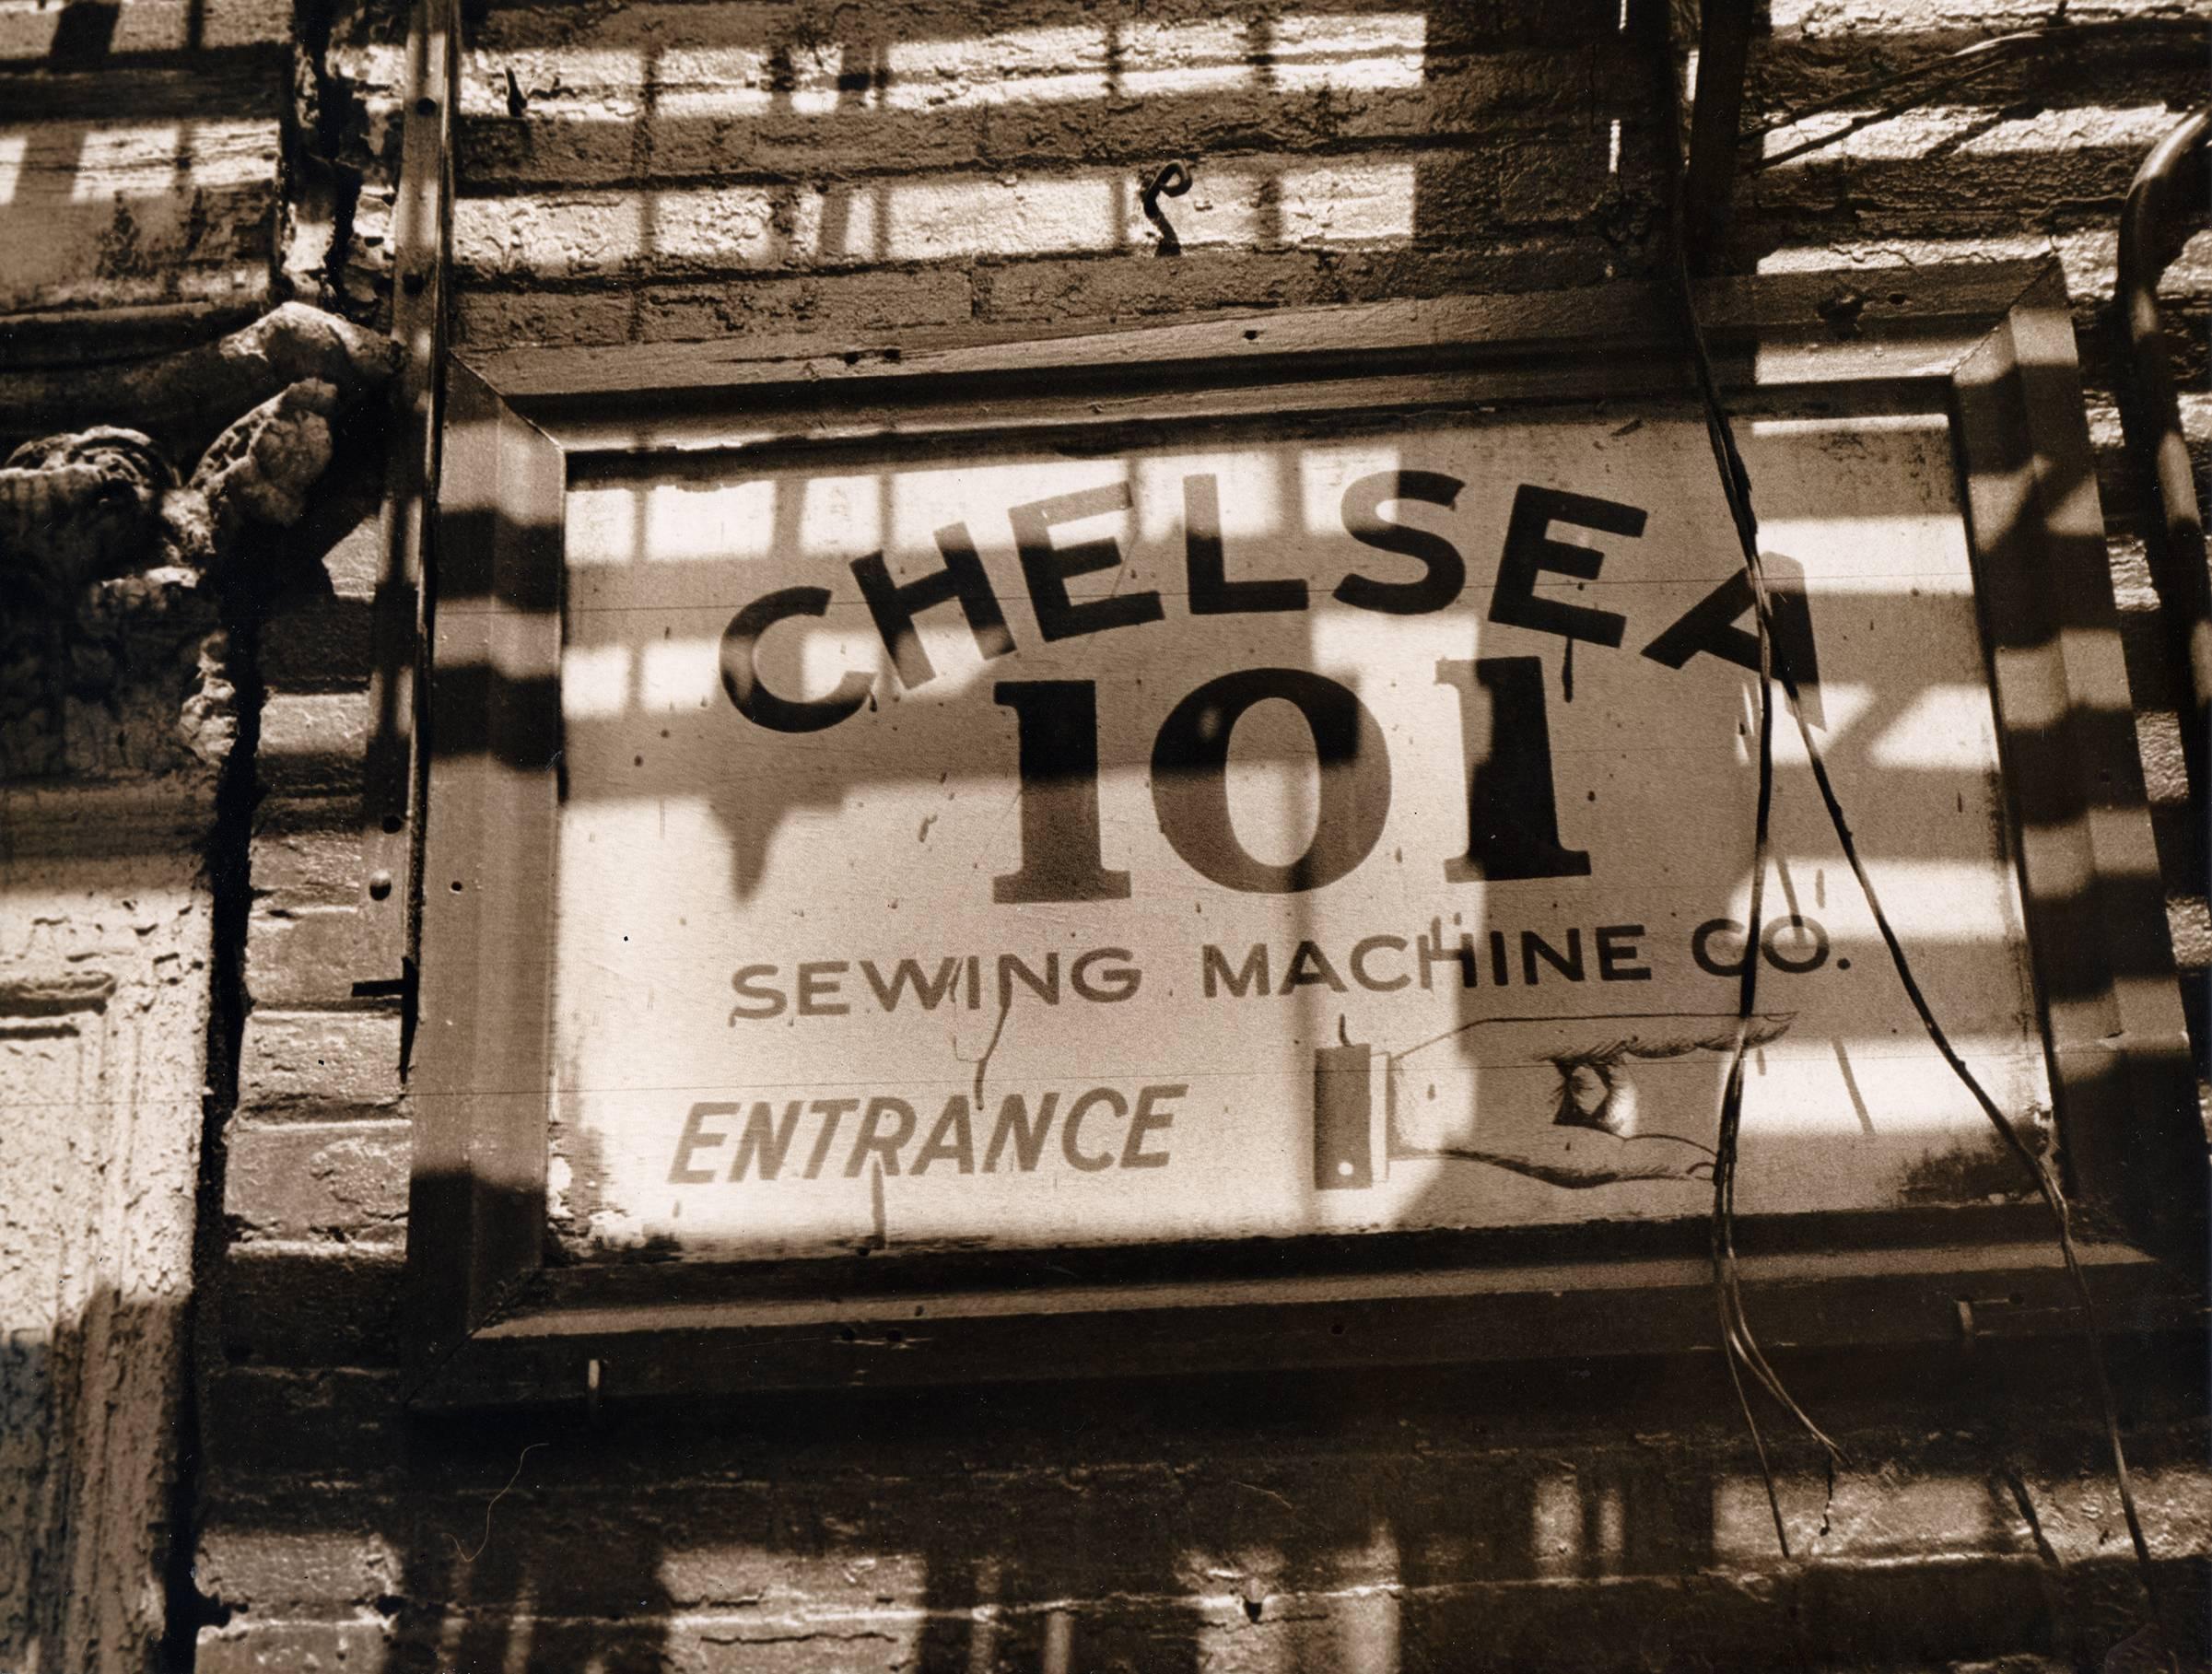 CHELSEA
101
SEWING MACHINE CO.
ENTRANCE